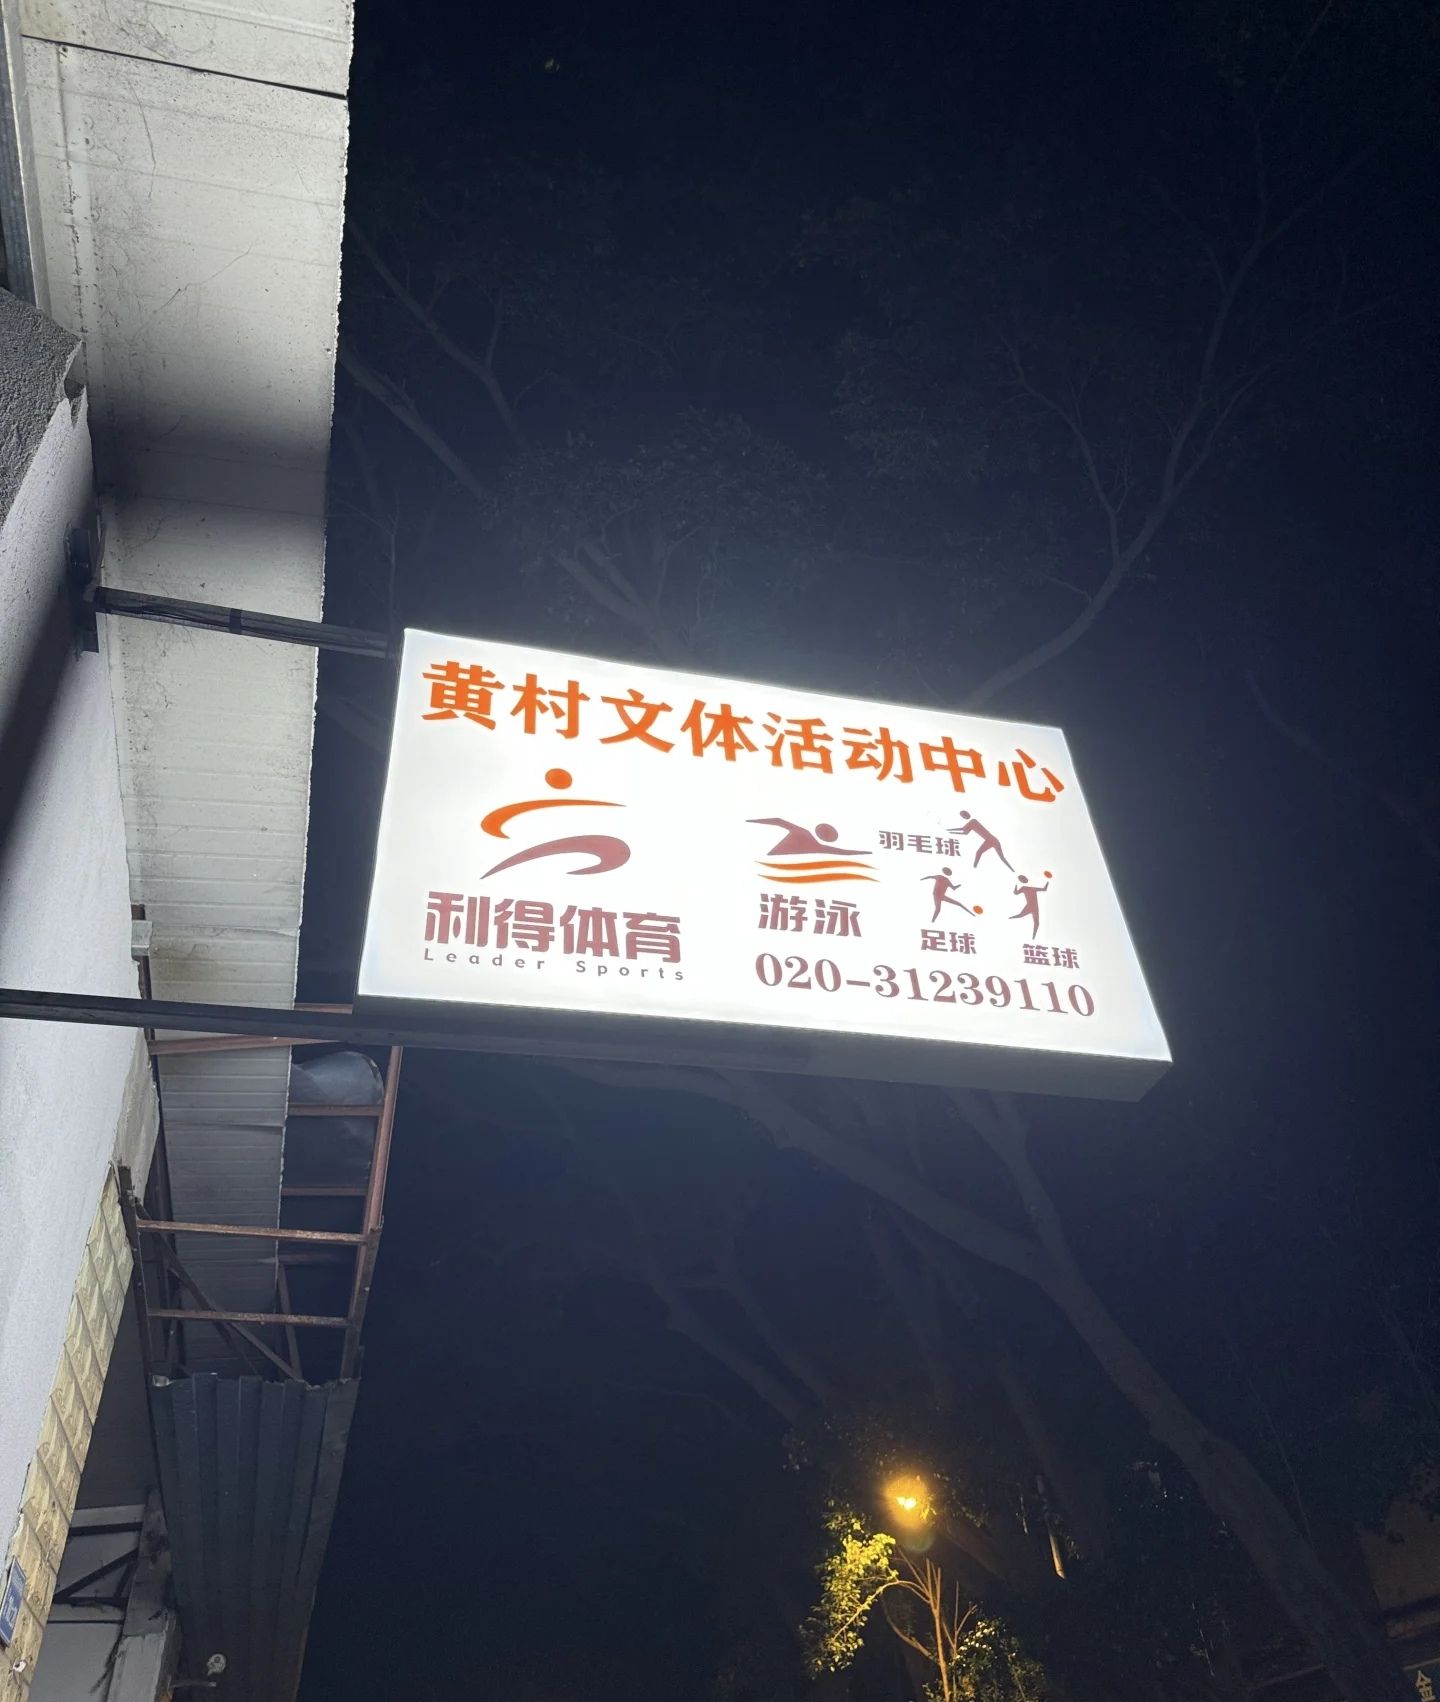 黄村文体活动中心
利得体育
Leader Sports
游泳
羽毛球
足球
篮球
020-31239110